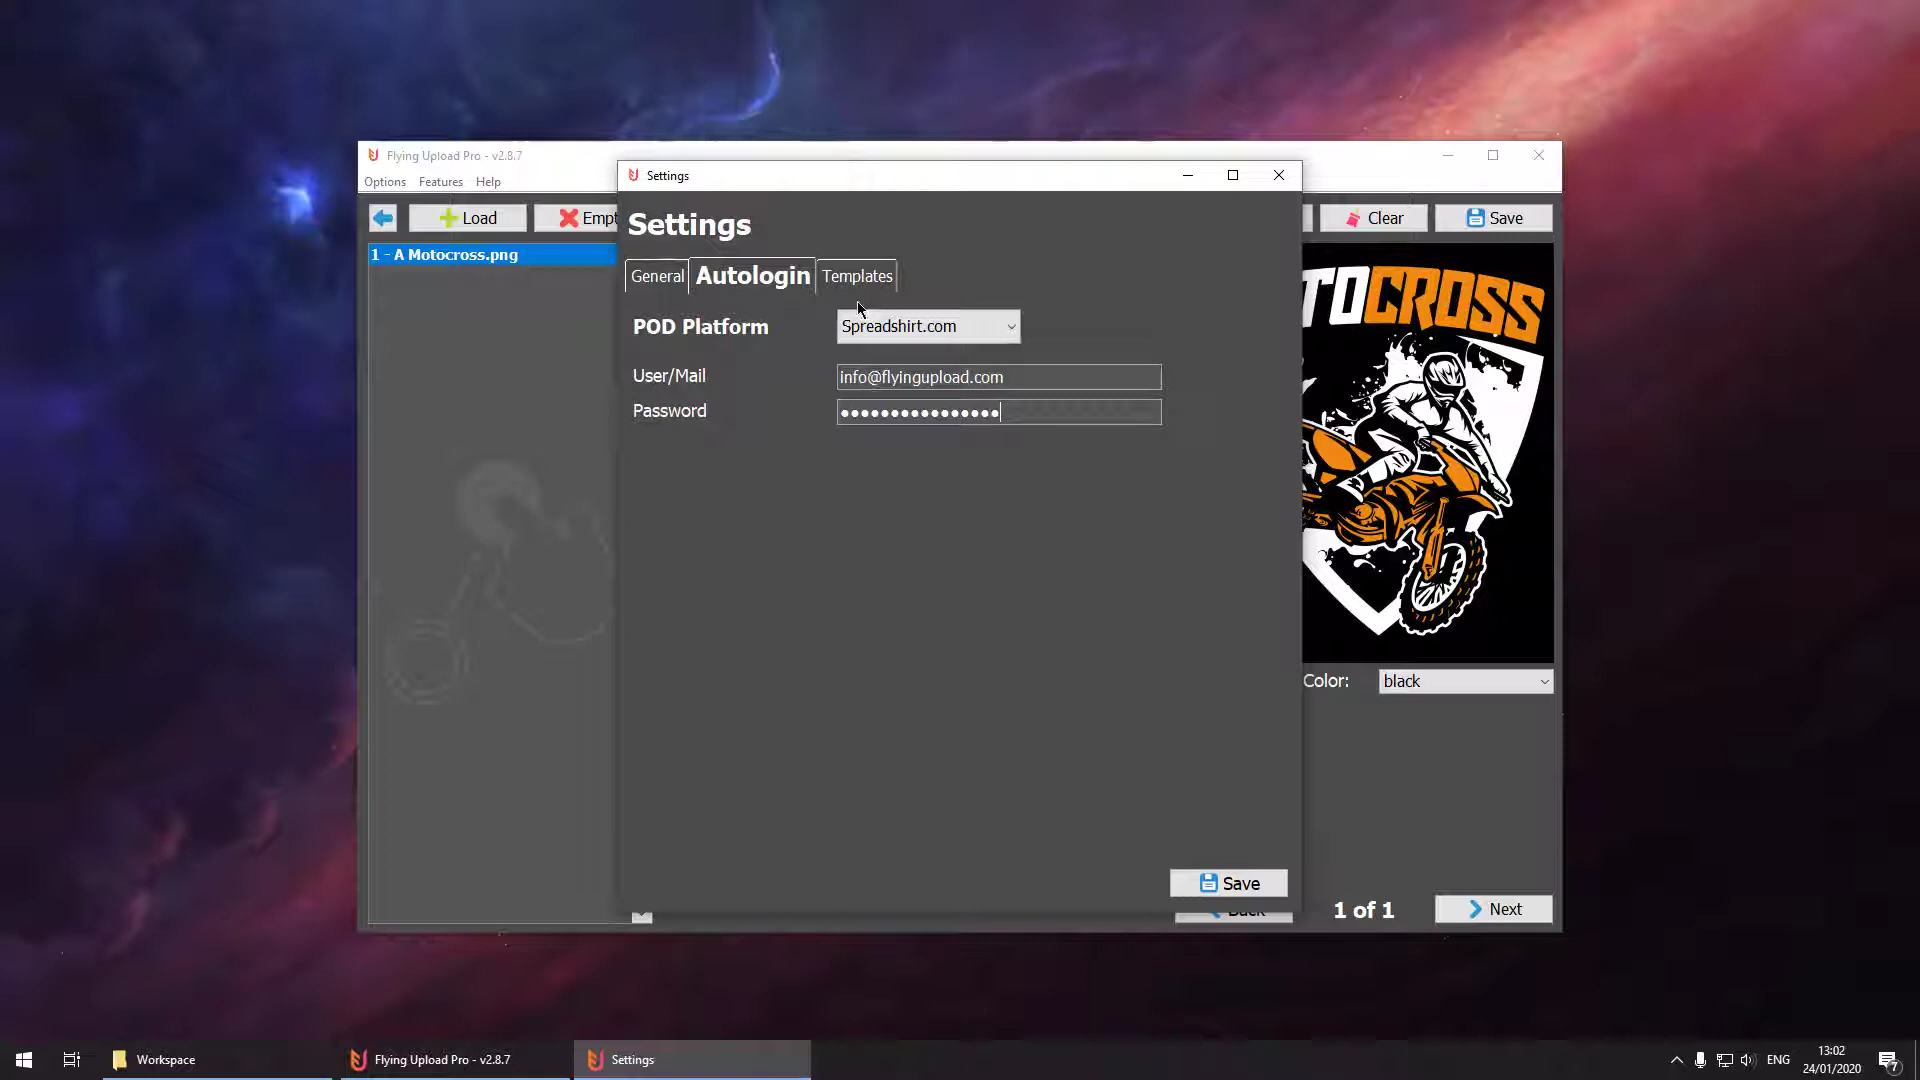 Flying Upload Pro - v2.8.7
Options Features Help
Load
Empt
Clear
Save
1 - A Motocross.png
Settings
Settings
General Autologin Templates
POD Platform Spreadshirt.com
User/Mail info@flyingupload.com
Password ●●●●●●●●●●●●●●●●
Save
TOCROSS
Color: black
Back
1 of 1
Next
Workspace
Flying Upload Pro - v2.8.7
Settings
ENG
13:02
24/01/2020
7